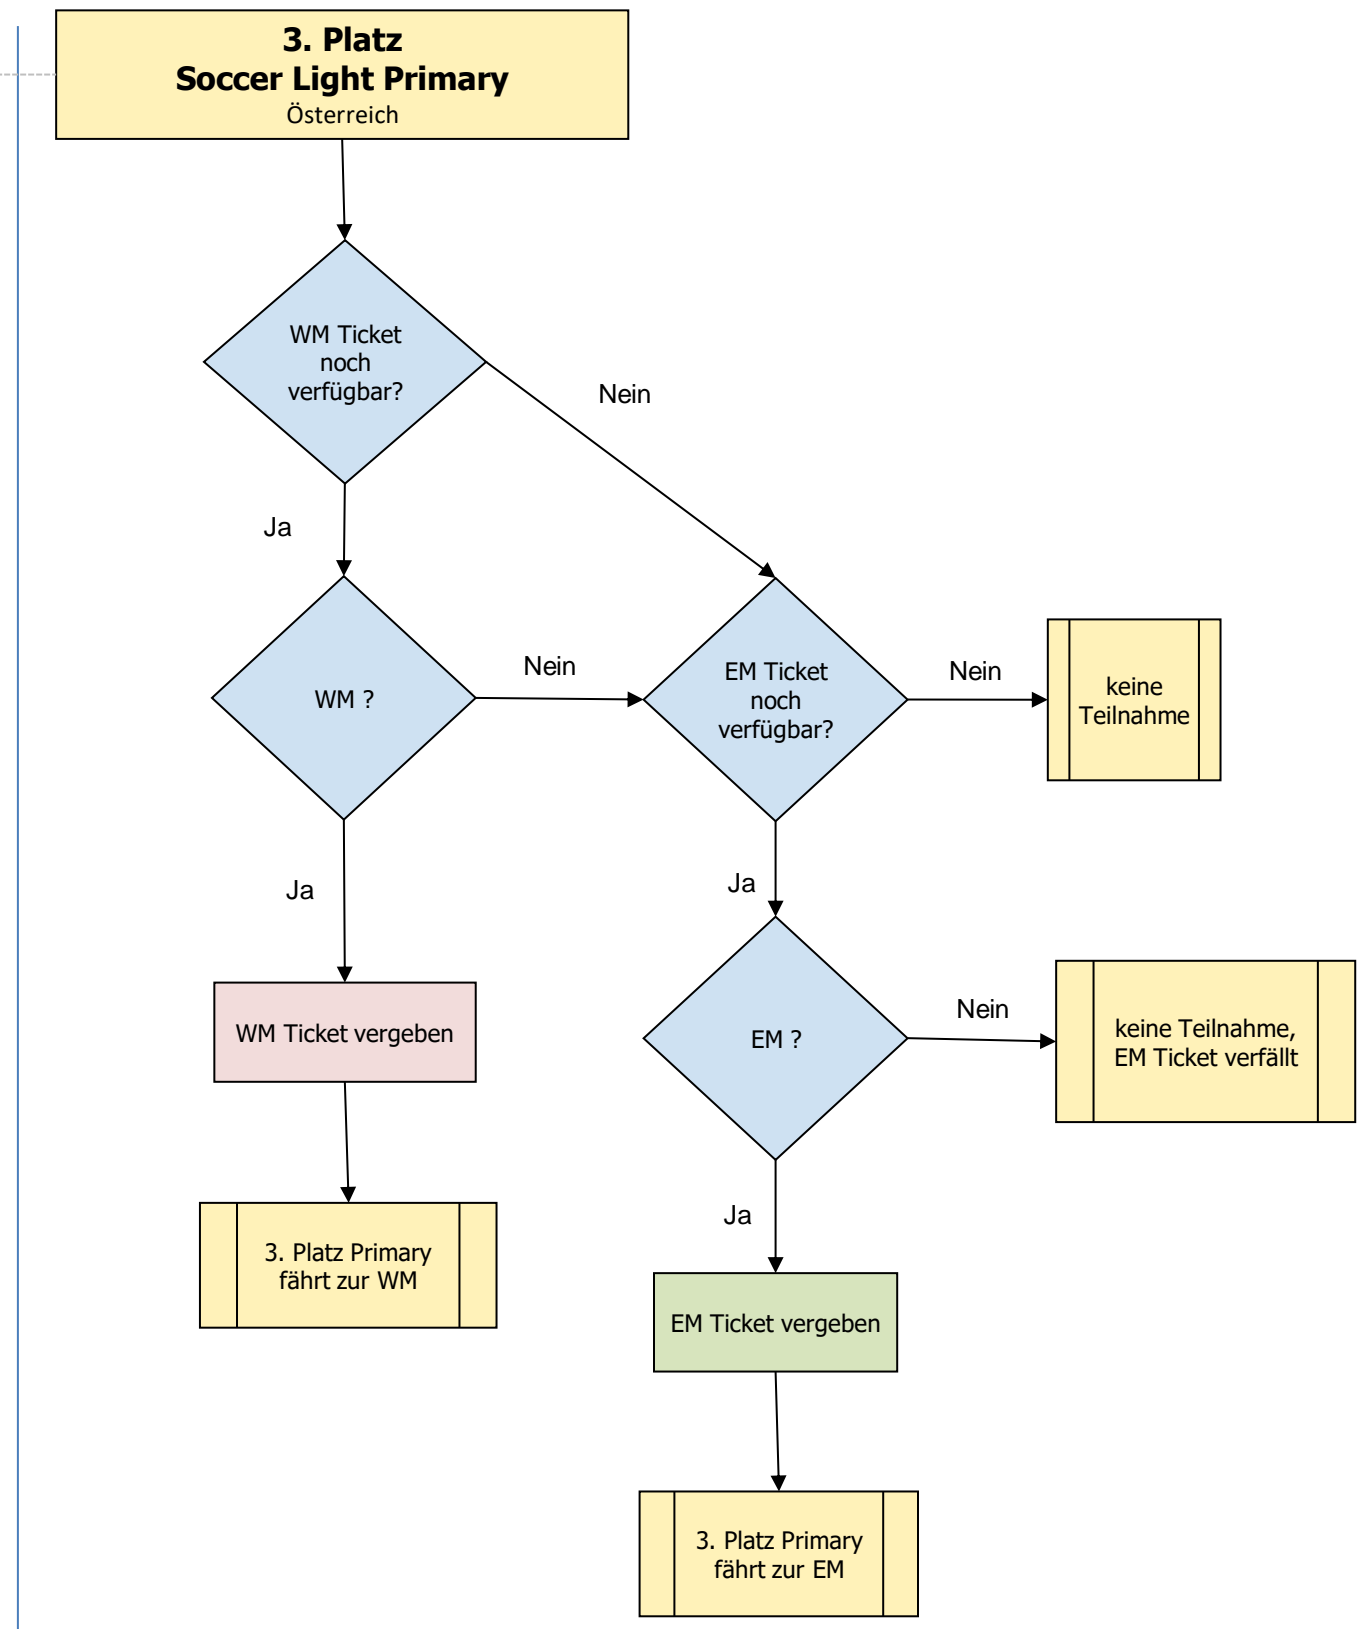 3. Platz
Soccer Light Primary
Österreich
WM Ticket
noch
verfügbar?
Nein
Ja
WM ?
Nein
EM Ticket
noch
verfügbar?
Nein
keine
Teilnahme
Ja
Ja
WM Ticket vergeben
EM ?
Nein
keine Teilnahme,
EM Ticket verfällt
3. Platz Primary
fährt zur WM
Ja
EM Ticket vergeben
3. Platz Primary
fährt zur EM